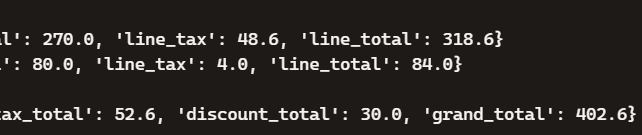 al': 270.0, 'line_tax': 48.6, 'line_total': 318.6}
': 80.0, 'line_tax': 4.0, 'line_total': 84.0}
tax_total': 52.6, 'discount_total': 30.0, 'grand_total': 402.6}